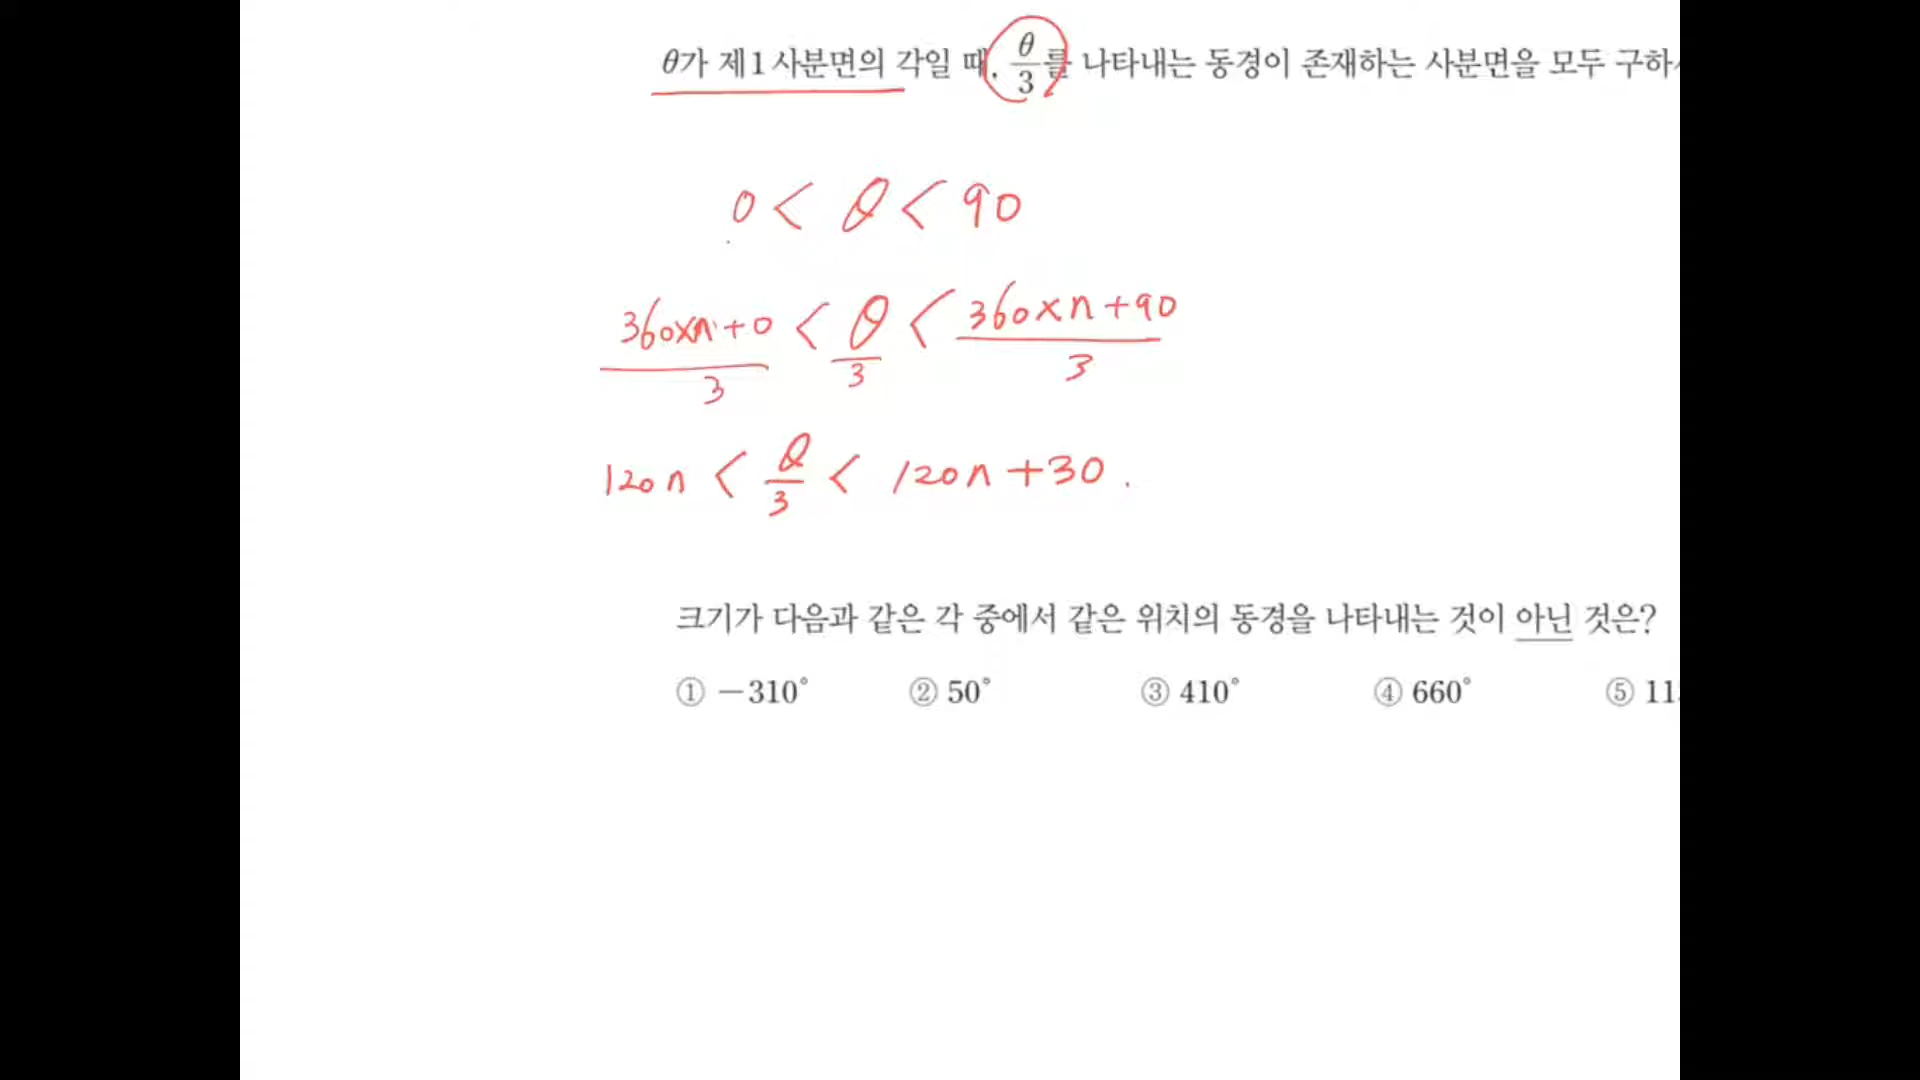 θ가 제1사분면의 각일 때, θ/3를 나타내는 동경이 존재하는 사분면을 모두 구하
0 < θ < 90
(360×n+0)/3 < θ/3 < (360×n+90)/3
120n < θ/3 < 120n+30.
크기가 다음과 같은 각 중에서 같은 위치의 동경을 나타내는 것이 아닌 것은?
① −310° ② 50° ③ 410° ④ 660° ⑤ 11